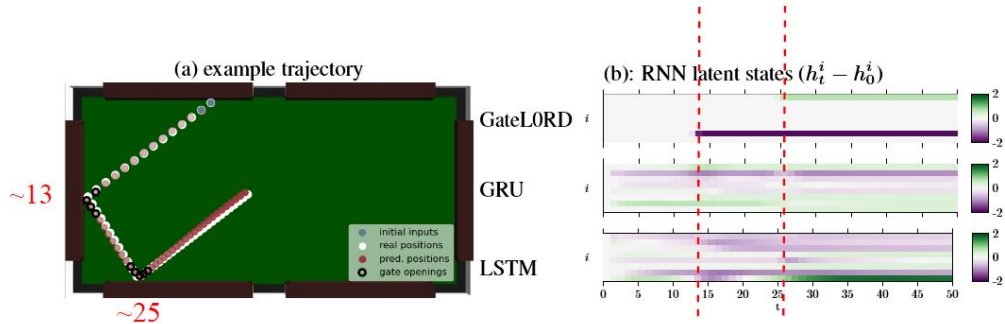 (a) example trajectory
~13
~25
initial inputs
real positions
pred. positions
gate openings
(b): RNN latent states (h_t^i − h_0^i)
GateL0RD
i
2
0
-2
GRU
i
2
0
-2
LSTM
i
2
0
-2
0 5 10 15 20 25 30 35 40 45 50
t